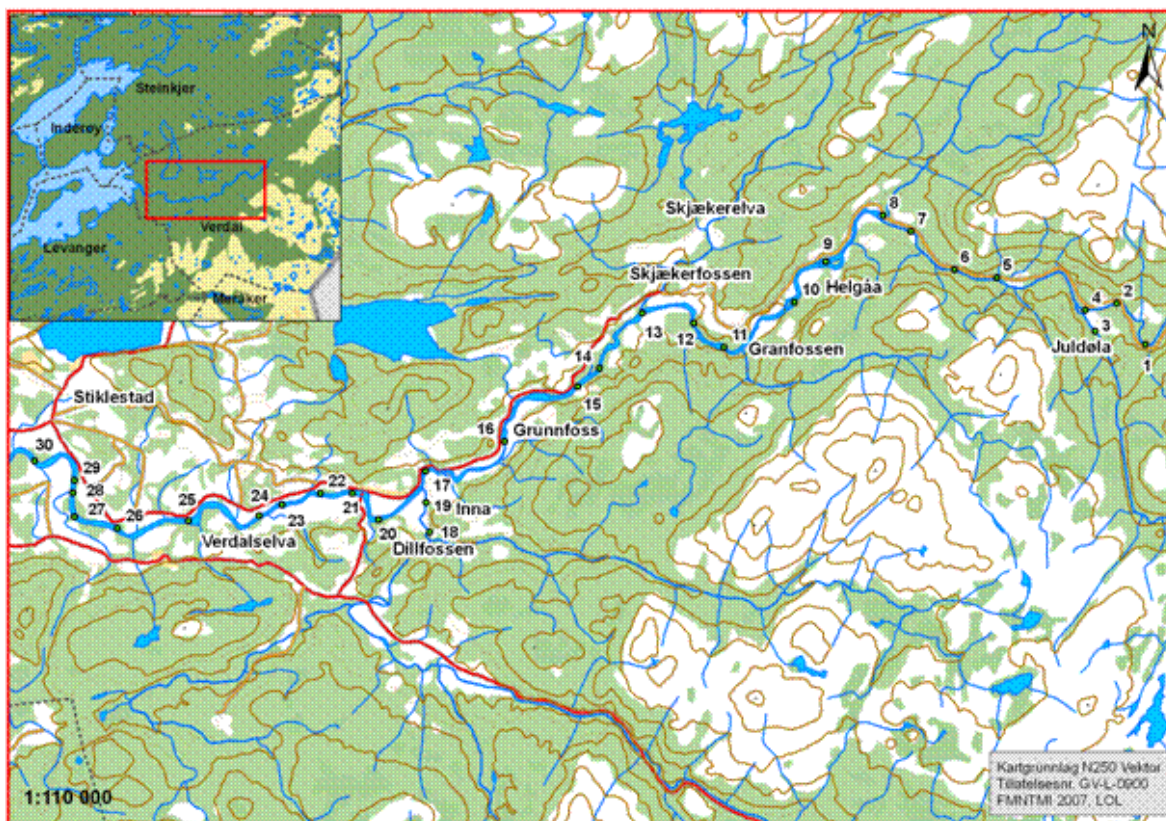 N
Steinkjer
Inderøy
Verdal
Levanger
Meråker
Skjækerelva
8
7
9
Skjækerfossen
6
5
10
Helgåa
2
4
3
13
12
11
Granfossen
Juldøla
1
14
15
Stiklestad
16
Grunnfoss
30
29
28
27
26
25
24
23
22
21
17
19
Inna
20
18
Verdalselva
Dillfossen
1:110 000
Kartgrunnlag N250 Vektor
Tillatelsesnr. GV-L-0900
FMNTMI 2007, LOL